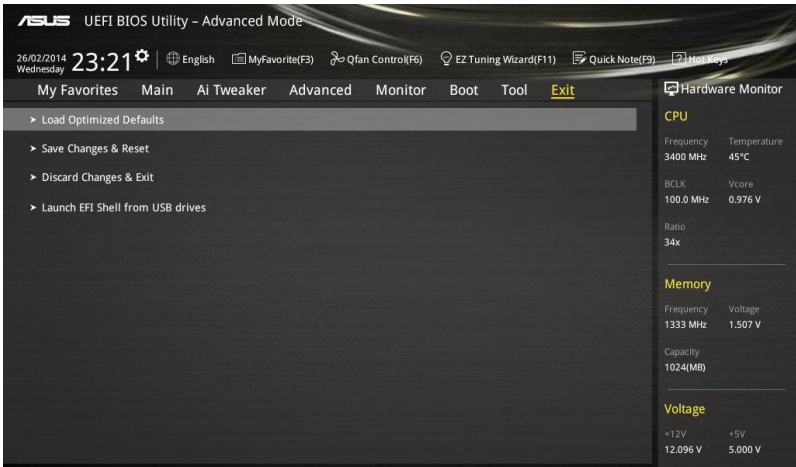 ASUS UEFI BIOS Utility – Advanced Mode
26/02/2014 Wednesday 23:21 English MyFavorite(F3) Qfan Control(F6) EZ Tuning Wizard(F11) Quick Note(F9) ? Hot Keys
My Favorites Main Ai Tweaker Advanced Monitor Boot Tool Exit
Hardware Monitor
> Load Optimized Defaults
> Save Changes & Reset
> Discard Changes & Exit
> Launch EFI Shell from USB drives
CPU
Frequency Temperature
3400 MHz 45°C
BCLK Vcore
100.0 MHz 0.976 V
Ratio
34x
Memory
Frequency Voltage
1333 MHz 1.507 V
Capacity
1024(MB)
Voltage
+12V +5V
12.096 V 5.000 V